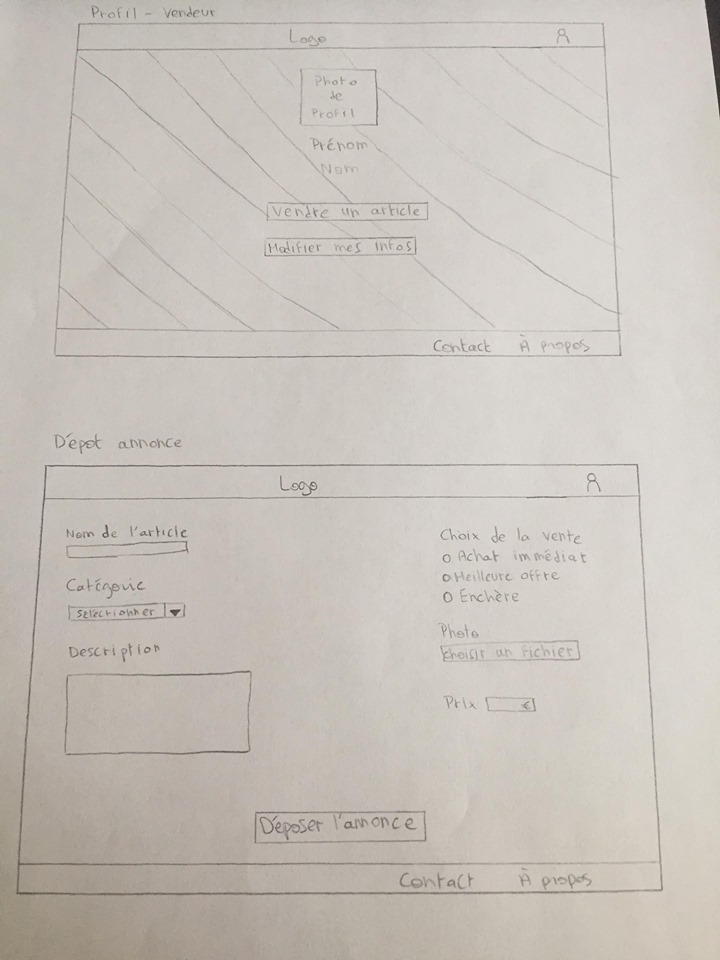 Profil - Vendeur
Logo
Photo
de
Profil
Prénom
Nom
Vendre un article
Modifier mes infos
Contact À propos
Dépot annonce
Logo
Nom de l'article
Catégorie
Sélectionner
Description
Choix de la vente
Achat immédiat
Meilleure offre
Enchère
Photo
Choisir un fichier
Prix €
Déposer l'annonce
Contact À propos